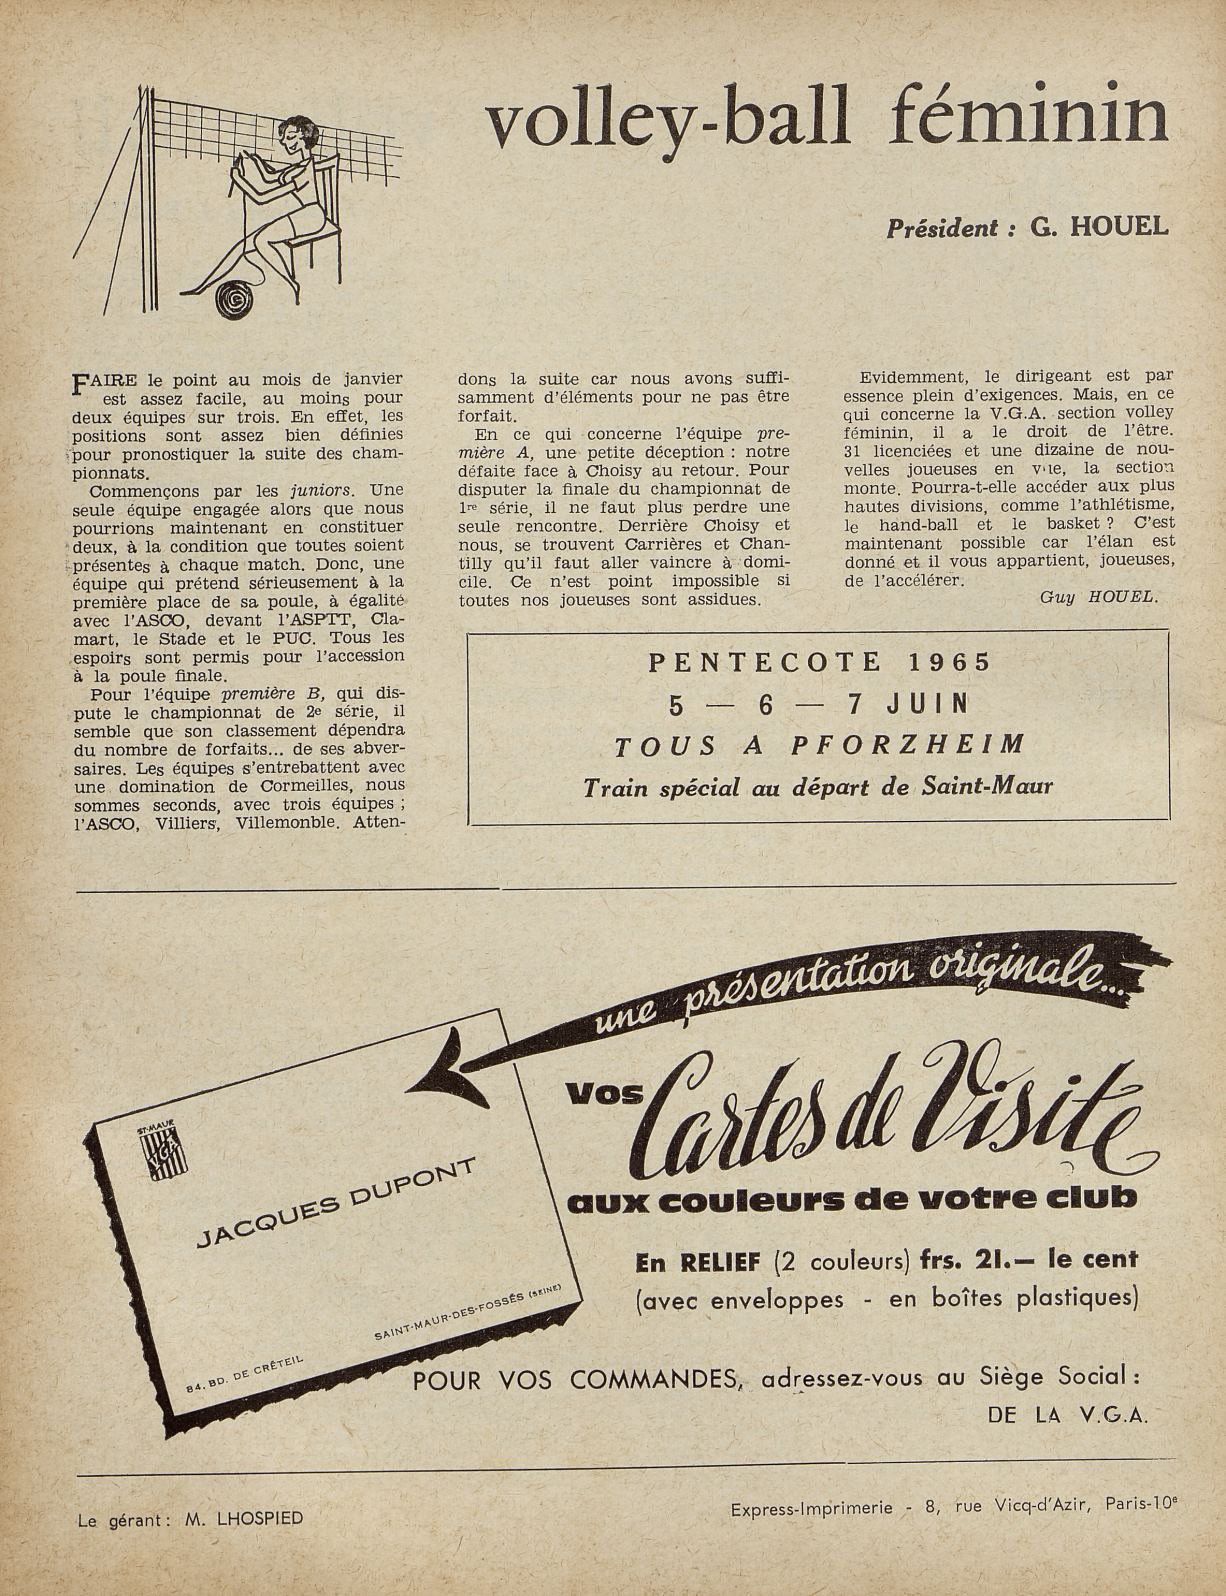 volley-ball féminin
Président : G. HOUEL
FAIRE le point au mois de janvier
est assez facile, au moins pour
deux équipes sur trois. En effet, les
positions sont assez bien définies
pour pronostiquer la suite des cham-
pionnats.
Commençons par les juniors. Une
seule équipe engagée alors que nous
pourrions maintenant en constituer
deux, à la condition que toutes soient
présentes à chaque match. Donc, une
équipe qui prétend sérieusement à la
première place de sa poule, à égalité
avec l'ASCO, devant l'ASPTT, Cla-
mart, le Stade et le PUC. Tous les
espoirs sont permis pour l'accession
à la poule finale.
Pour l'équipe première B, qui dis-
pute le championnat de 2e série, il
semble que son classement dépendra
du nombre de forfaits... de ses abver-
saires. Les équipes s'entrebattent avec
une domination de Cormeilles, nous
sommes seconds, avec trois équipes ;
l'ASCO, Villiers, Villemonble. Atten-
dons la suite car nous avons suffi-
samment d'éléments pour ne pas être
forfait.
En ce qui concerne l'équipe pre-
mière A, une petite déception : notre
défaite face à Choisy au retour. Pour
disputer la finale du championnat de
1re série, il ne faut plus perdre une
seule rencontre. Derrière Choisy et
nous, se trouvent Carrières et Chan-
tilly qu'il faut aller vaincre à domi-
cile. Ce n'est point impossible si
toutes nos joueuses sont assidues.
Evidemment, le dirigeant est par
essence plein d'exigences. Mais, en ce
qui concerne la V.G.A. section volley
féminin, il a le droit de l'être.
31 licenciées et une dizaine de nou-
velles joueuses en vue, la section
monte. Pourra-t-elle accéder aux plus
hautes divisions, comme l'athlétisme,
le hand-ball et le basket ? C'est
maintenant possible car l'élan est
donné et il vous appartient, joueuses,
de l'accélérer.
Guy HOUEL.
PENTECOTE 1965
5 — 6 — 7 JUIN
TOUS A PFORZHEIM
Train spécial au départ de Saint-Maur
une présentation originale...
Vos Cartes de Visite
aux couleurs de votre club
En RELIEF (2 couleurs) frs. 21.— le cent
(avec enveloppes - en boîtes plastiques)
ST-MAUR
VGA
JACQUES DUPONT
SAINT-MAUR-DES-FOSSÉS (SEINE)
84, BD. DE CRÉTEIL
POUR VOS COMMANDES, adressez-vous au Siège Social :
DE LA V.G.A.
Le gérant : M. LHOSPIED
Express-Imprimerie - 8, rue Vicq-d'Azir, Paris-10e